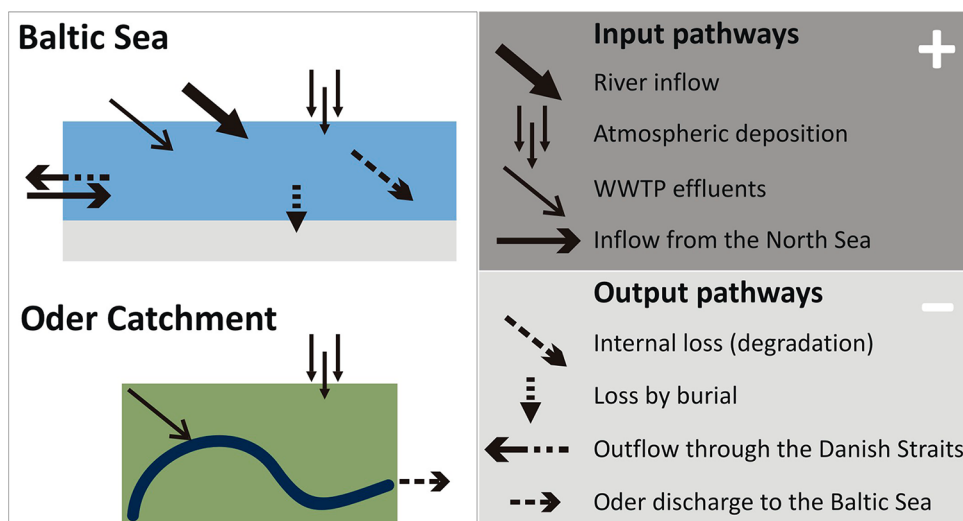 Baltic Sea
Oder Catchment
Input pathways
+
River inflow
Atmospheric deposition
WWTP effluents
Inflow from the North Sea
Output pathways
–
Internal loss (degradation)
Loss by burial
Outflow through the Danish Straits
Oder discharge to the Baltic Sea